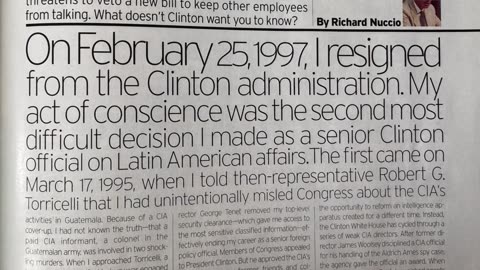 threatens to veto a new bill to keep other employees
from talking. What doesn't Clinton want you to know?
By Richard Nuccio
On February 25, 1997, I resigned
from the Clinton administration. My
act of conscience was the second most
difficult decision I made as a senior Clinton
official on Latin American affairs. The first came on
March 17, 1995, when I told then-representative Robert G.
Torricelli that I had unintentionally misled Congress about the CIA's
activities in Guatemala. Because of a CIA
cover-up, I had not known the truth—that a
paid CIA informant, a colonel in the
Guatemalan army, was involved in two shock-
ing murders. When I approached Torricelli, a
rector George Tenet removed my top-level
security clearance—which gave me access to
the most sensitive classified information—ef-
fectively ending my career as a senior foreign
policy official. Members of Congress appealed
to President Clinton. But he approved the CIA's
the opportunity to reform an intelligence ap-
paratus created for a different time. Instead,
the Clinton White House has cycled through a
series of weak CIA directors. After former di-
rector James Woolsey disciplined CIA officials
for his handling of the Aldrich Ames spy case,
the agency gave the official an award. When